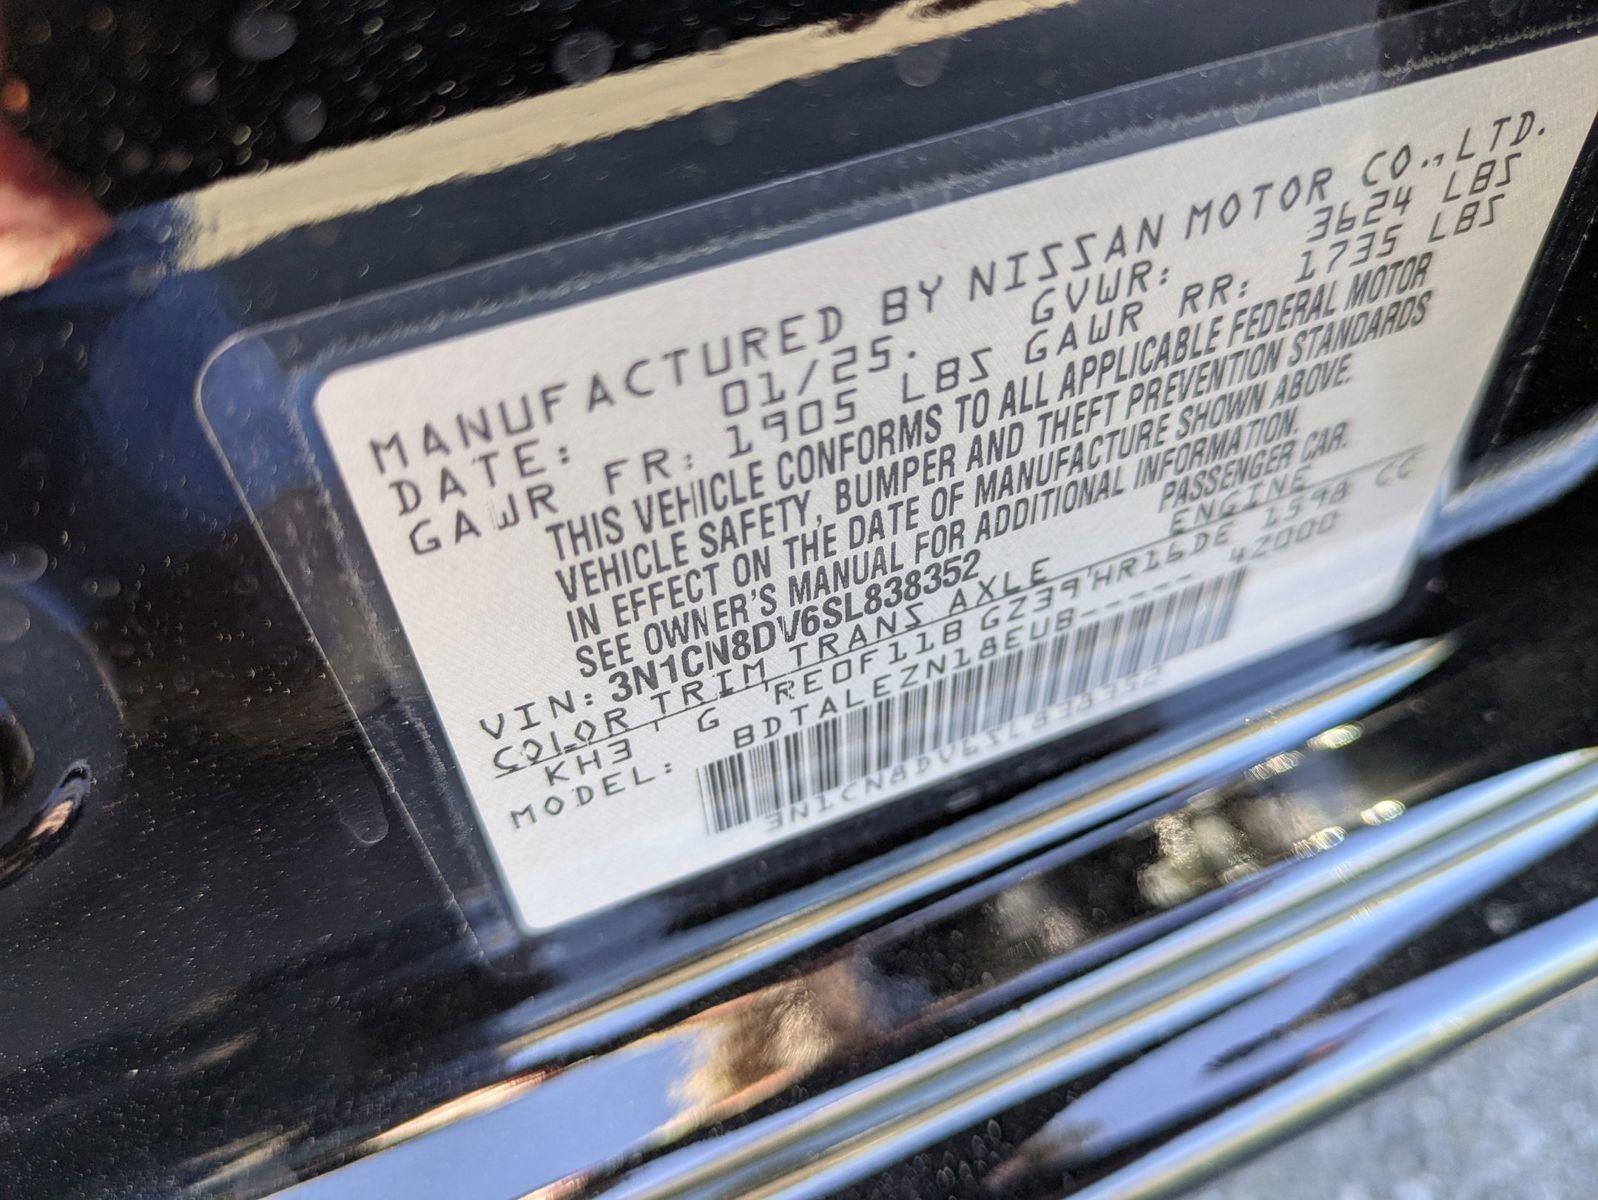 MANUFACTURED BY NISSAN MOTOR CO., LTD.
DATE: 01/25. GVWR: 3624 LBS
GAWR FR: 1905 LBS GAWR RR: 1735 LBS
THIS VEHICLE CONFORMS TO ALL APPLICABLE FEDERAL MOTOR
VEHICLE SAFETY, BUMPER AND THEFT PREVENTION STANDARDS
IN EFFECT ON THE DATE OF MANUFACTURE SHOWN ABOVE.
SEE OWNER'S MANUAL FOR ADDITIONAL INFORMATION.
VIN: 3N1CN8DV6SL838352 PASSENGER CAR.
COLOR TRIM TRANS AXLE ENGINE
KH3 G RE0F11B GZ39 HR16DE 1598 CC
MODEL: BDTALEZN18EUB----- 42000
3N1CN8DV6SL838352